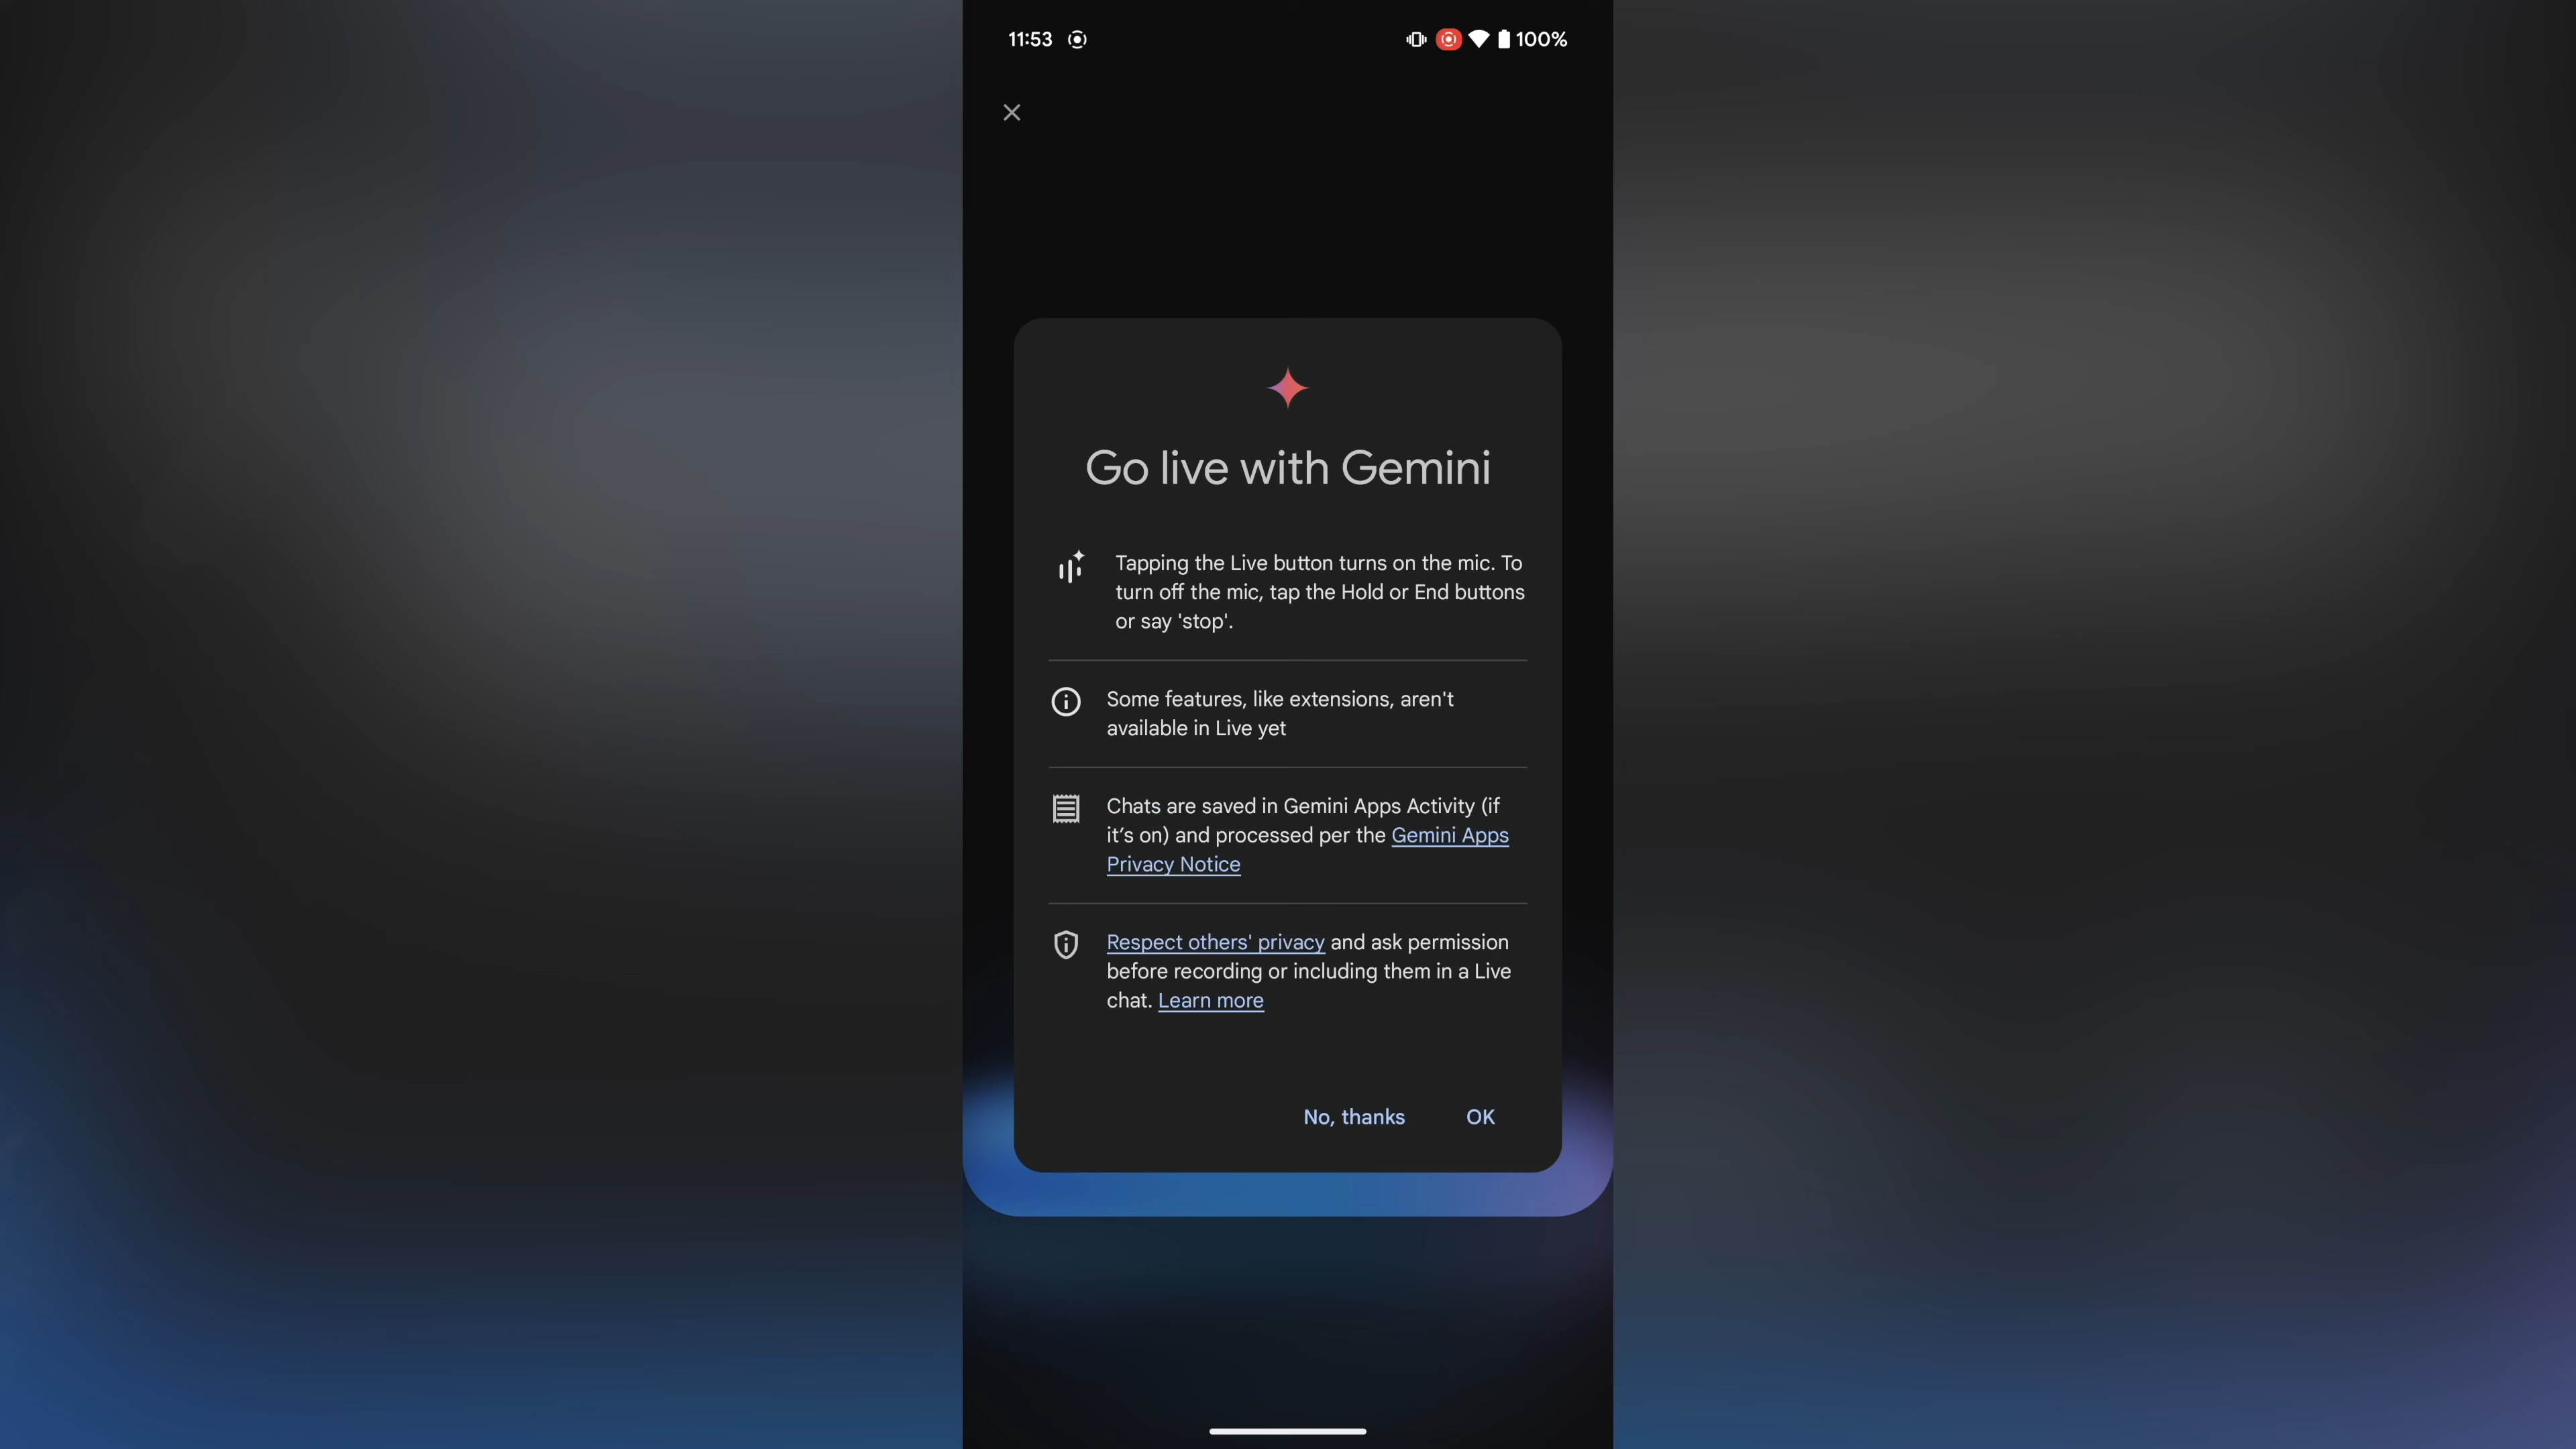 11:53
100%
Go live with Gemini
Tapping the Live button turns on the mic. To
turn off the mic, tap the Hold or End buttons
or say 'stop'.
Some features, like extensions, aren't
available in Live yet
Chats are saved in Gemini Apps Activity (if
it’s on) and processed per the Gemini Apps
Privacy Notice
Respect others' privacy and ask permission
before recording or including them in a Live
chat. Learn more
No, thanks
OK